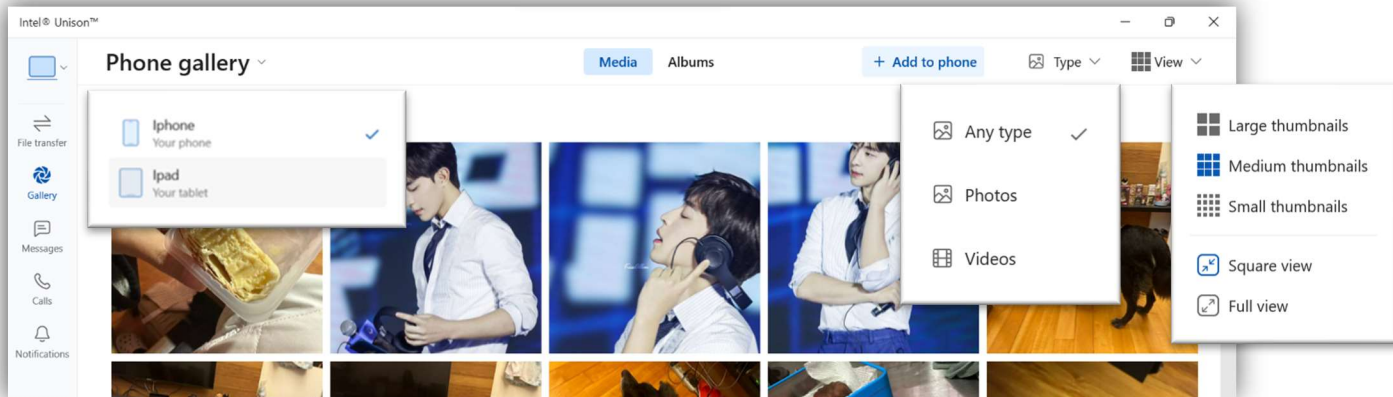 Intel® Unison™
Phone gallery
Media
Albums
+ Add to phone
Type
View
File transfer
Gallery
Messages
Calls
Notifications
Iphone
Your phone
Ipad
Your tablet
Any type
Photos
Videos
Large thumbnails
Medium thumbnails
Small thumbnails
Square view
Full view